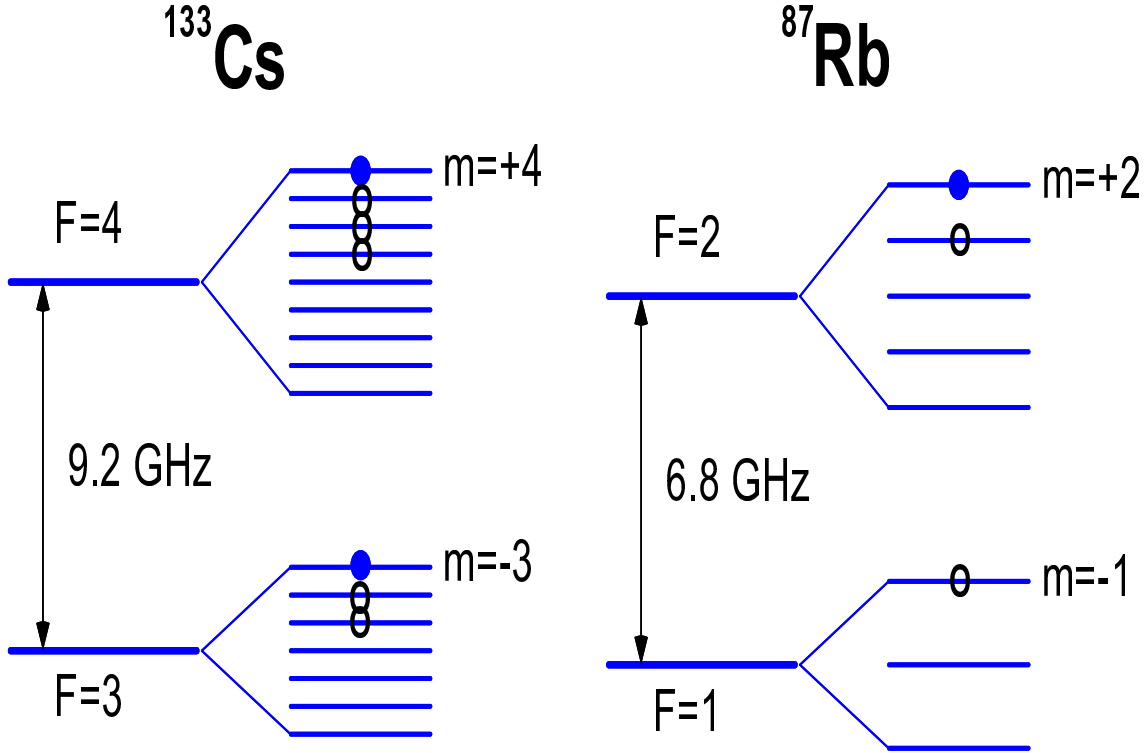 ¹³³Cs
⁸⁷Rb
m=+4
F=4
9.2 GHz
m=-3
F=3
m=+2
F=2
6.8 GHz
m=-1
F=1